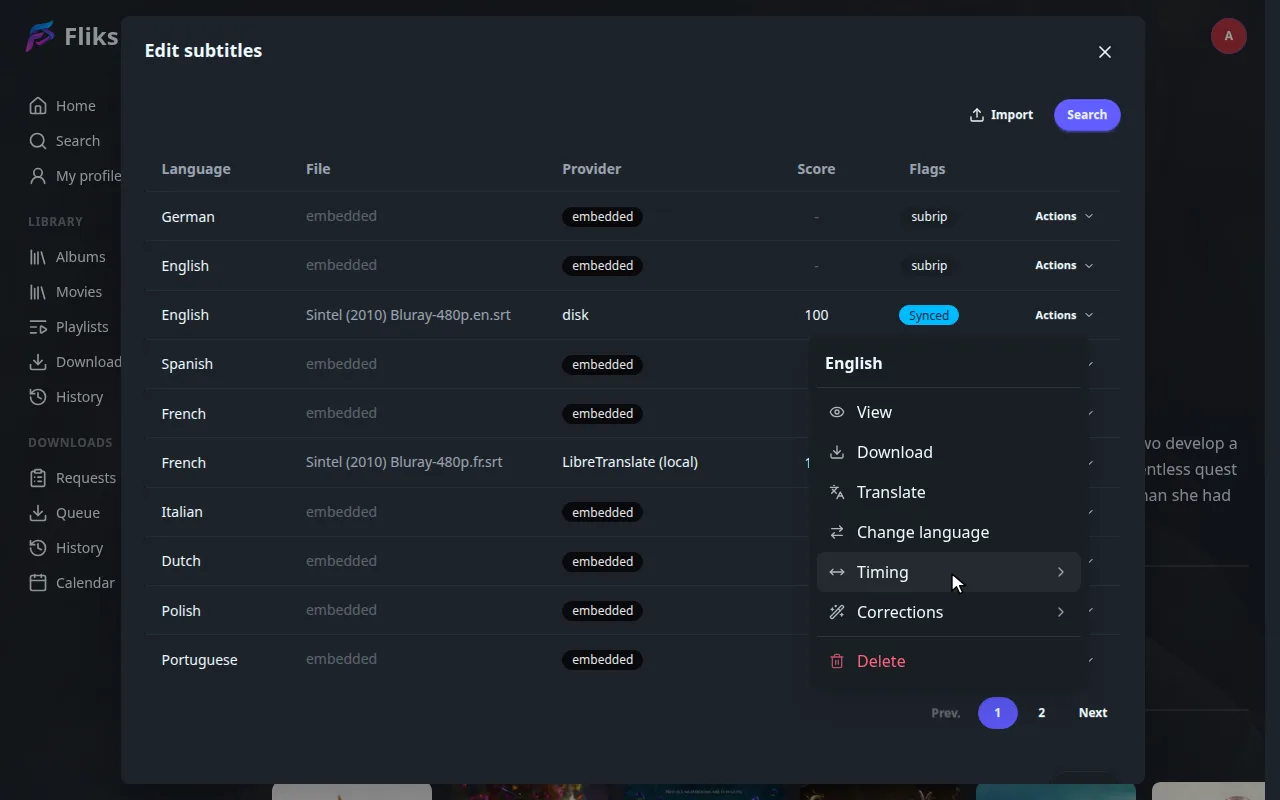 Fliks
Edit subtitles
A
Import
Search
Home
Search
My profile
LIBRARY
Albums
Movies
Playlists
Download
History
DOWNLOADS
Requests
Queue
History
Calendar
Language File Provider Score Flags
German embedded embedded - subrip Actions
English embedded embedded - subrip Actions
English Sintel (2010) Bluray-480p.en.srt disk 100 Synced Actions
Spanish embedded embedded
French embedded embedded
French Sintel (2010) Bluray-480p.fr.srt LibreTranslate (local)
Italian embedded embedded
Dutch embedded embedded
Polish embedded embedded
Portuguese embedded embedded
English
View
Download
Translate
Change language
Timing
Corrections
Delete
Prev. 1 2 Next
develop a
quest
she had